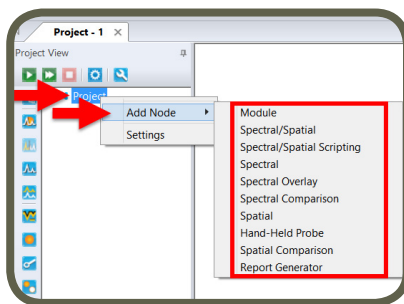 Project - 1
Project View
Project
Add Node
Settings
Module
Spectral/Spatial
Spectral/Spatial Scripting
Spectral
Spectral Overlay
Spectral Comparison
Spatial
Hand-Held Probe
Spatial Comparison
Report Generator